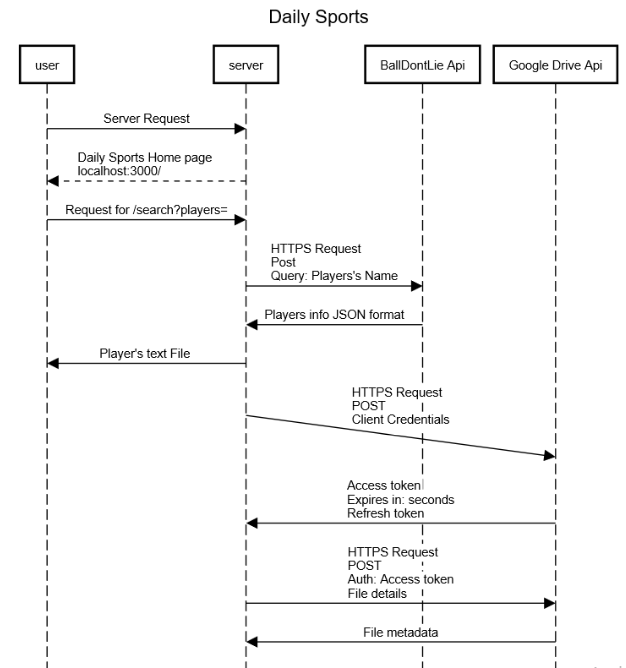 Daily Sports
user
server
BallDontLie Api
Google Drive Api
Server Request
Daily Sports Home page
localhost:3000/
Request for /search?players=
HTTPS Request
Post
Query: Players's Name
Players info JSON format
Player's text File
HTTPS Request
POST
Client Credentials
Access token
Expires in: seconds
Refresh token
HTTPS Request
POST
Auth: Access token
File details
File metadata